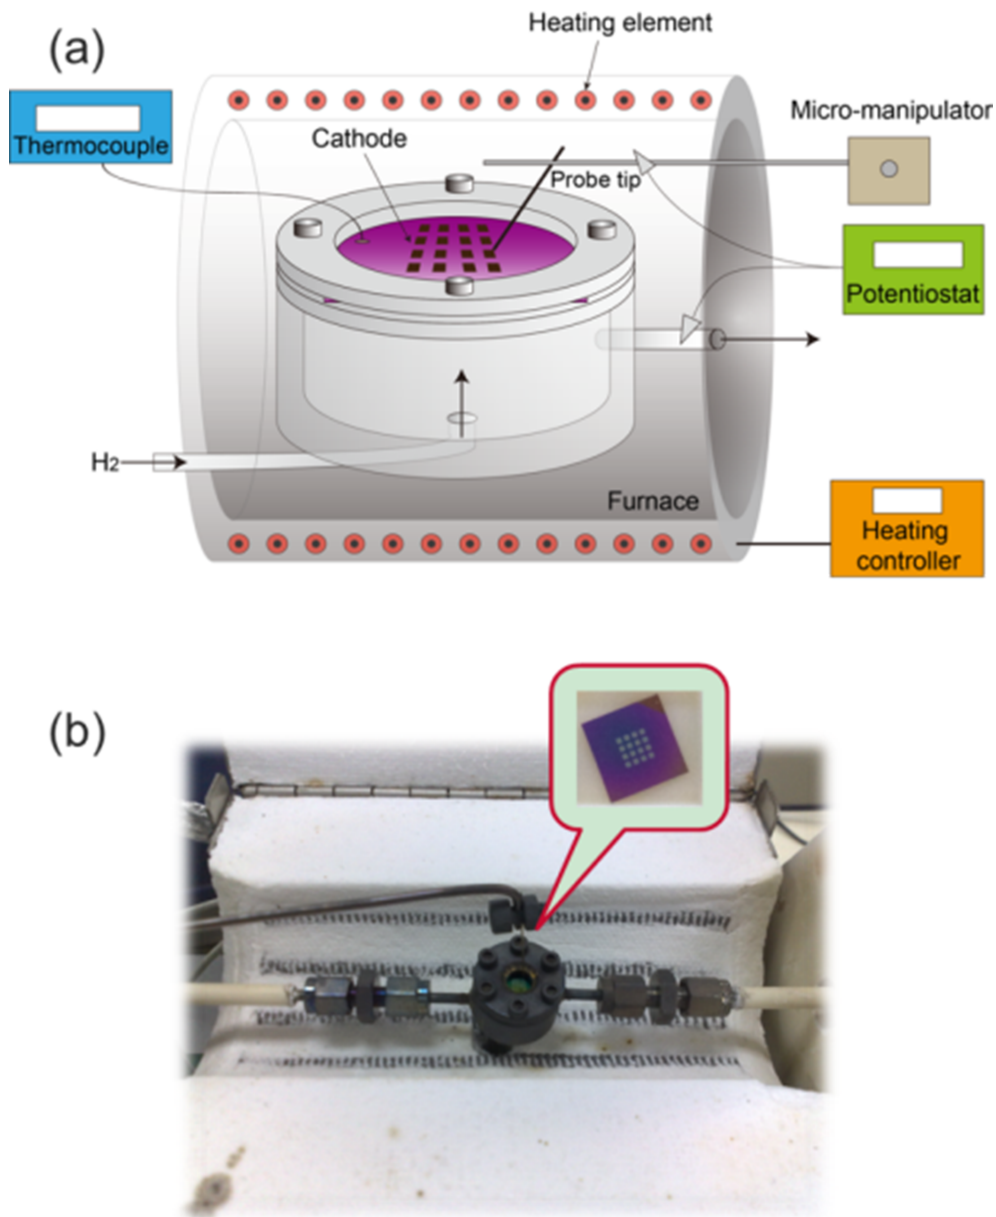 (a)
Heating element
Micro-manipulator
Thermocouple
Cathode
Probe tip
Potentiostat
H2
Furnace
Heating
controller
(b)